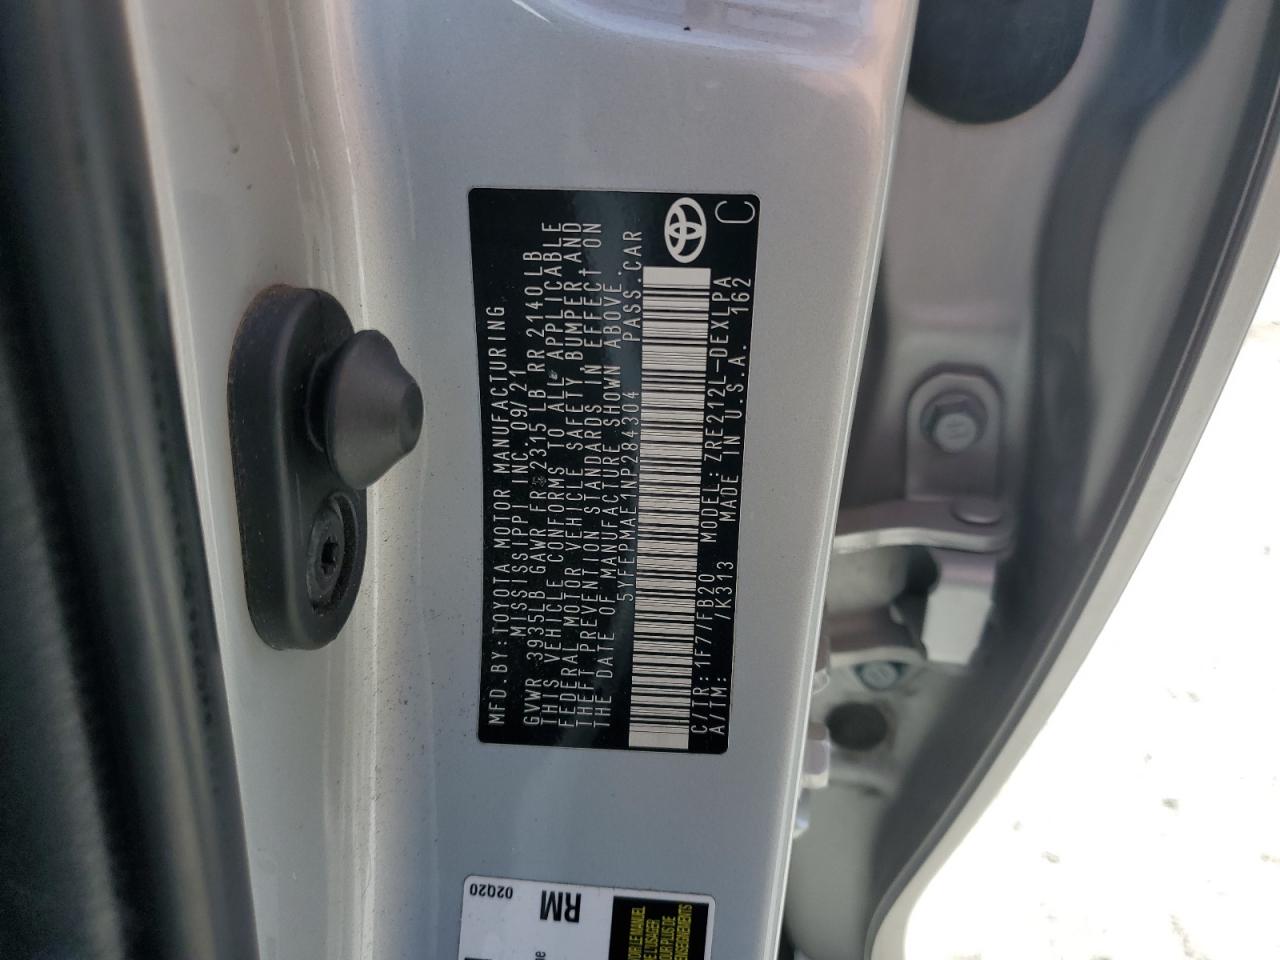 MFD.BY:TOYOTA MOTOR MANUFACTURING
MISSISSIPPI INC. 09/21
GVWR 3935LB GAWR FR 2315LB RR 2140LB
THIS VEHICLE CONFORMS TO ALL APPLICABLE
FEDERAL MOTOR VEHICLE SAFETY, BUMPER AND
THEFT PREVENTION STANDARDS IN EFFECT ON
THE DATE OF MANUFACTURE SHOWN ABOVE.
5YFEPMAE1NP284304 PASS.CAR
C/TR:1F7/FB20 MODEL:ZRE212L-DEXLPA
A/TM: /K313 MADE IN U.S.A. 162
C
02Q20
RM